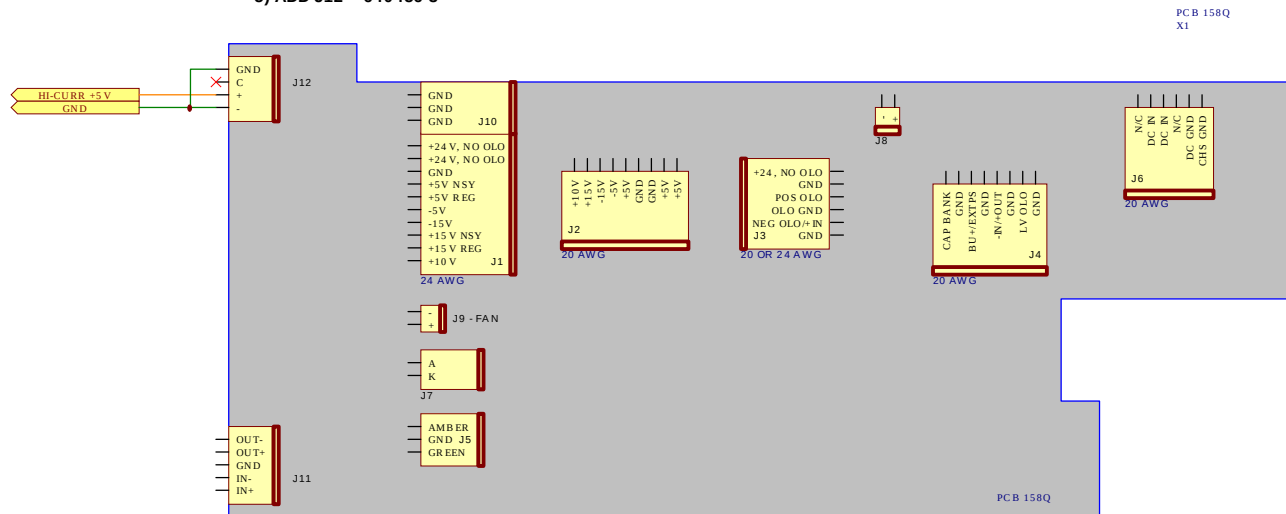 PCB 158Q
X1
HI-CURR +5V
GND
GND
C
+
-
J12
GND
GND
GND
J10
+24 V, NO OLO
+24 V, NO OLO
GND
+5V NSY
+5V REG
-5V
-15V
+15 V NSY
+15 V REG
+10 V
J1
24 AWG
+10V
+15V
-15V
-5V
+5V
GND
GND
+5V
+5V
J2
20 AWG
+24, NO OLO
GND
POS OLO
OLO GND
NEG OLO/+IN
GND
J3
20 OR 24 AWG
-
+
J8
CAP BANK
GND
BU+/EXTPS
GND
-IN/+OUT
GND
LV OLO
GND
J4
20 AWG
N/C
DC IN
DC IN
N/C
DC GND
CHS GND
J6
20 AWG
-
+
J9 - FAN
A
K
J7
AMBER
GND
GREEN
J5
OUT-
OUT+
GND
IN-
IN+
J11
PCB 158Q